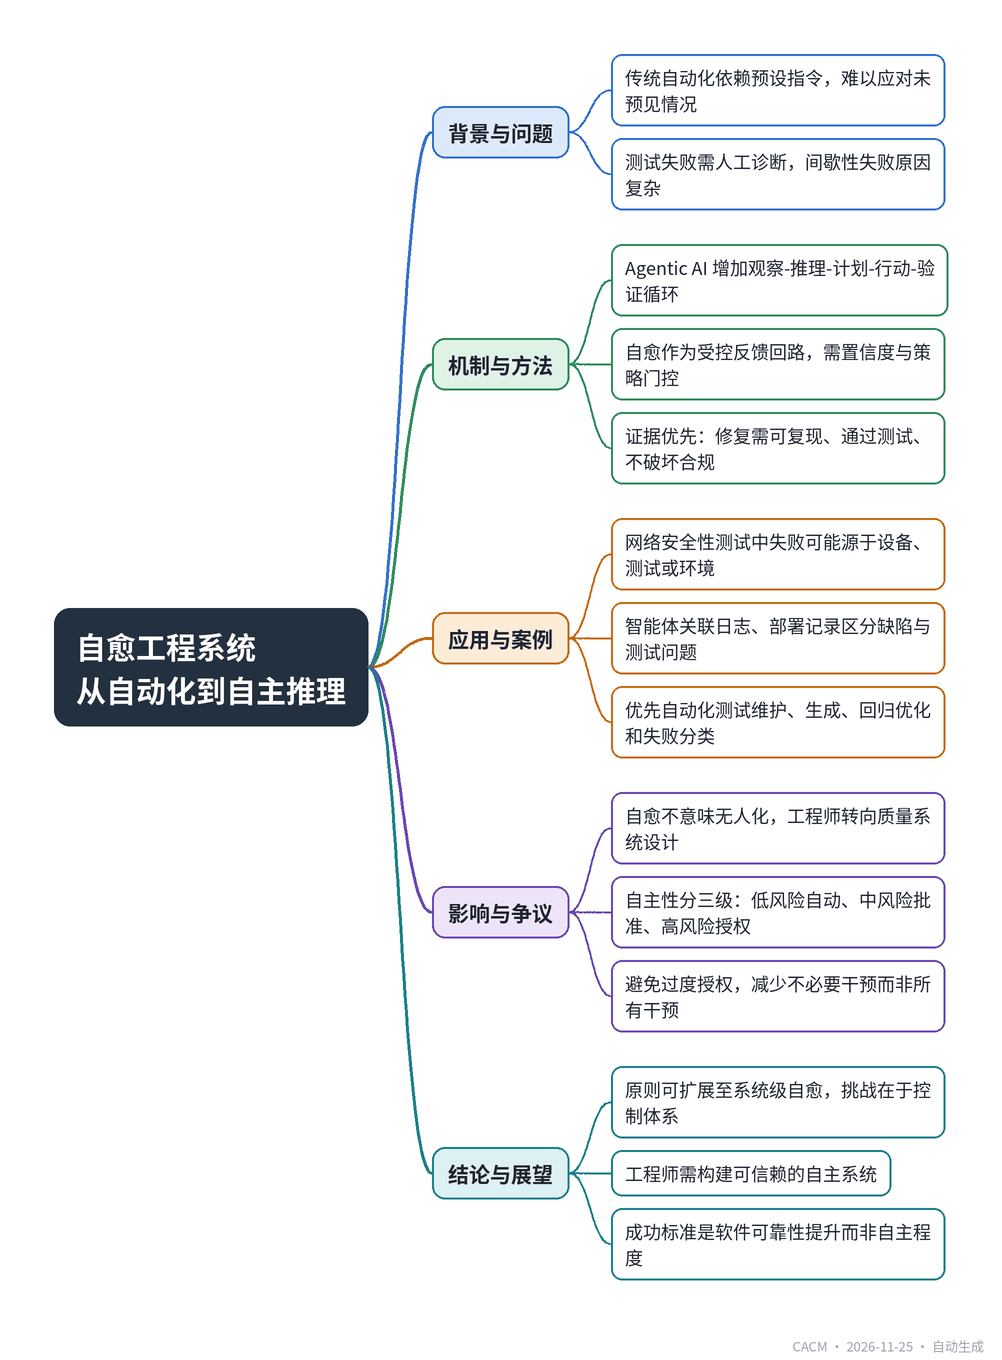 自愈工程系统
从自动化到自主推理
背景与问题
传统自动化依赖预设指令，难以应对未
预见情况
测试失败需人工诊断，间歇性失败原因
复杂
机制与方法
Agentic AI 增加观察-推理-计划-行动-验
证循环
自愈作为受控反馈回路，需置信度与策
略门控
证据优先：修复需可复现、通过测试、
不破坏合规
应用与案例
网络安全性测试中失败可能源于设备、
测试或环境
智能体关联日志、部署记录区分缺陷与
测试问题
优先自动化测试维护、生成、回归优化
和失败分类
影响与争议
自愈不意味无人化，工程师转向质量系
统设计
自主性分三级：低风险自动、中风险批
准、高风险授权
避免过度授权，减少不必要干预而非所
有干预
结论与展望
原则可扩展至系统级自愈，挑战在于控
制体系
工程师需构建可信赖的自主系统
成功标准是软件可靠性提升而非自主程
度
CACM · 2026-11-25 · 自动生成